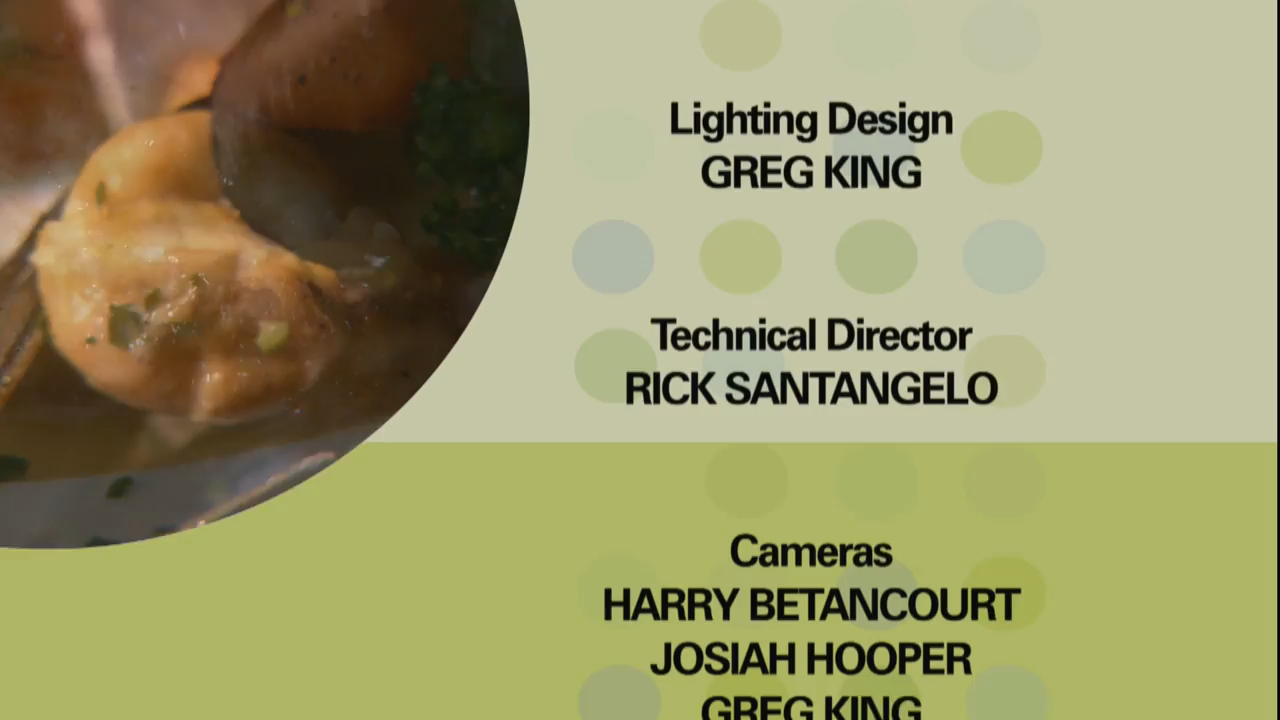 Lighting Design
GREG KING
Technical Director
RICK SANTANGELO
Cameras
HARRY BETANCOURT
JOSIAH HOOPER
GREG KING